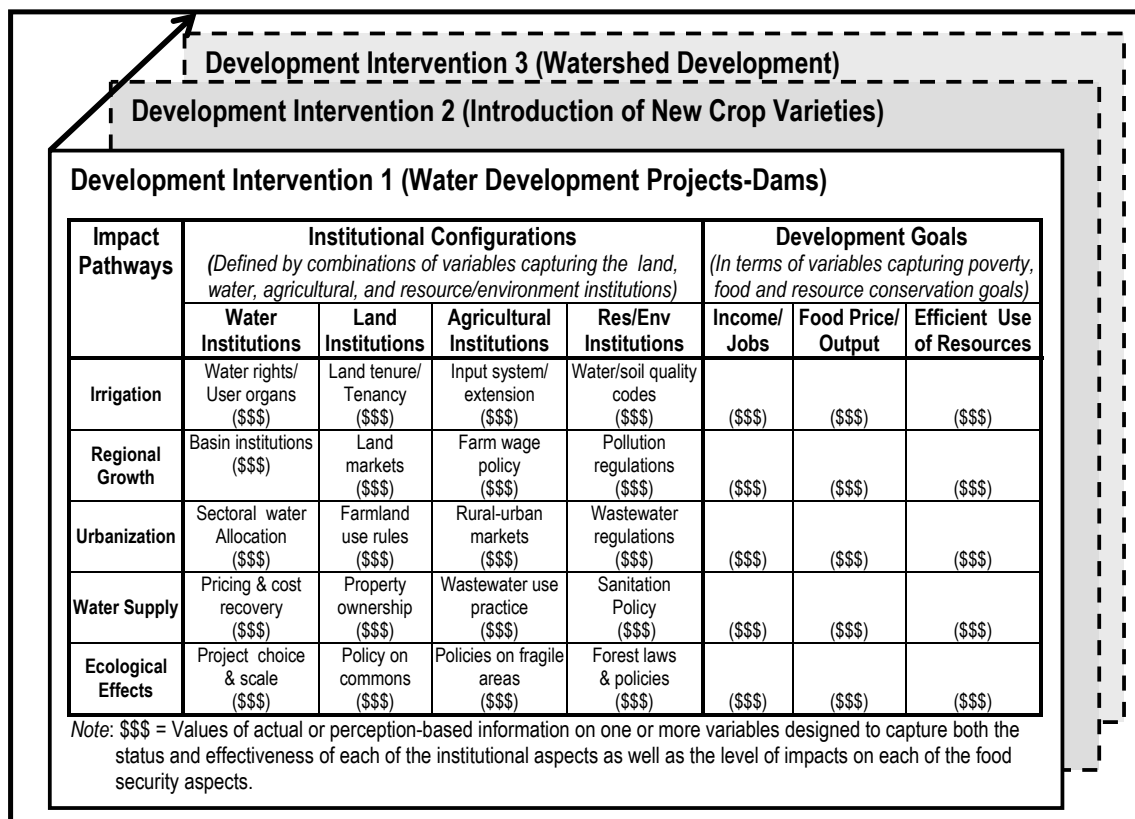 Development Intervention 3 (Watershed Development)
Development Intervention 2 (Introduction of New Crop Varieties)
Development Intervention 1 (Water Development Projects-Dams)
Impact
Pathways
Institutional Configurations
(Defined by combinations of variables capturing the land,
water, agricultural, and resource/environment institutions)
Development Goals
(In terms of variables capturing poverty,
food and resource conservation goals)
Water
Institutions
Land
Institutions
Agricultural
Institutions
Res/Env
Institutions
Income/
Jobs
Food Price/
Output
Efficient Use
of Resources
Irrigation
Water rights/
User organs
($$$)
Land tenure/
Tenancy
($$$)
Input system/
extension
($$$)
Water/soil quality
codes
($$$)
($$$)
($$$)
($$$)
Regional
Growth
Basin institutions
($$$)
Land
markets
($$$)
Farm wage
policy
($$$)
Pollution
regulations
($$$)
($$$)
($$$)
($$$)
Urbanization
Sectoral water
Allocation
($$$)
Farmland
use rules
($$$)
Rural-urban
markets
($$$)
Wastewater
regulations
($$$)
($$$)
($$$)
($$$)
Water Supply
Pricing & cost
recovery
($$$)
Property
ownership
($$$)
Wastewater use
practice
($$$)
Sanitation
Policy
($$$)
($$$)
($$$)
($$$)
Ecological
Effects
Project choice
& scale
($$$)
Policy on
commons
($$$)
Policies on fragile
areas
($$$)
Forest laws
& policies
($$$)
($$$)
($$$)
($$$)
Note: $$$ = Values of actual or perception-based information on one or more variables designed to capture both the
status and effectiveness of each of the institutional aspects as well as the level of impacts on each of the food
security aspects.